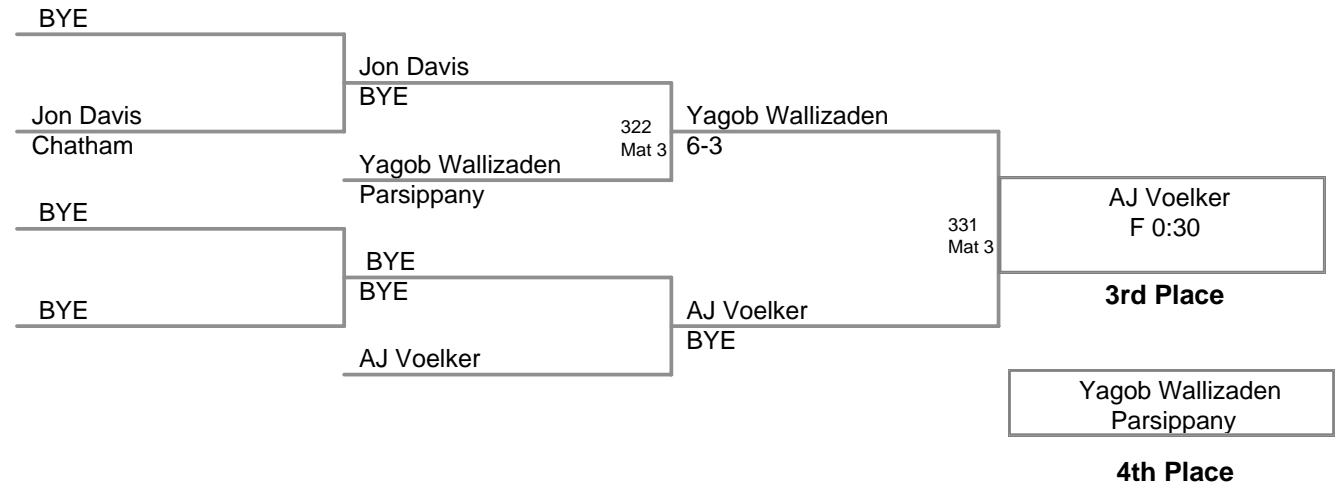 BYE
Jon Davis
BYE
Jon Davis
Chatham
322
Mat 3
Yagob Wallizaden
6-3
Yagob Wallizaden
Parsippany
AJ Voelker
F 0:30
BYE
331
Mat 3
BYE
BYE
3rd Place
BYE
AJ Voelker
BYE
AJ Voelker
Yagob Wallizaden
Parsippany
4th Place